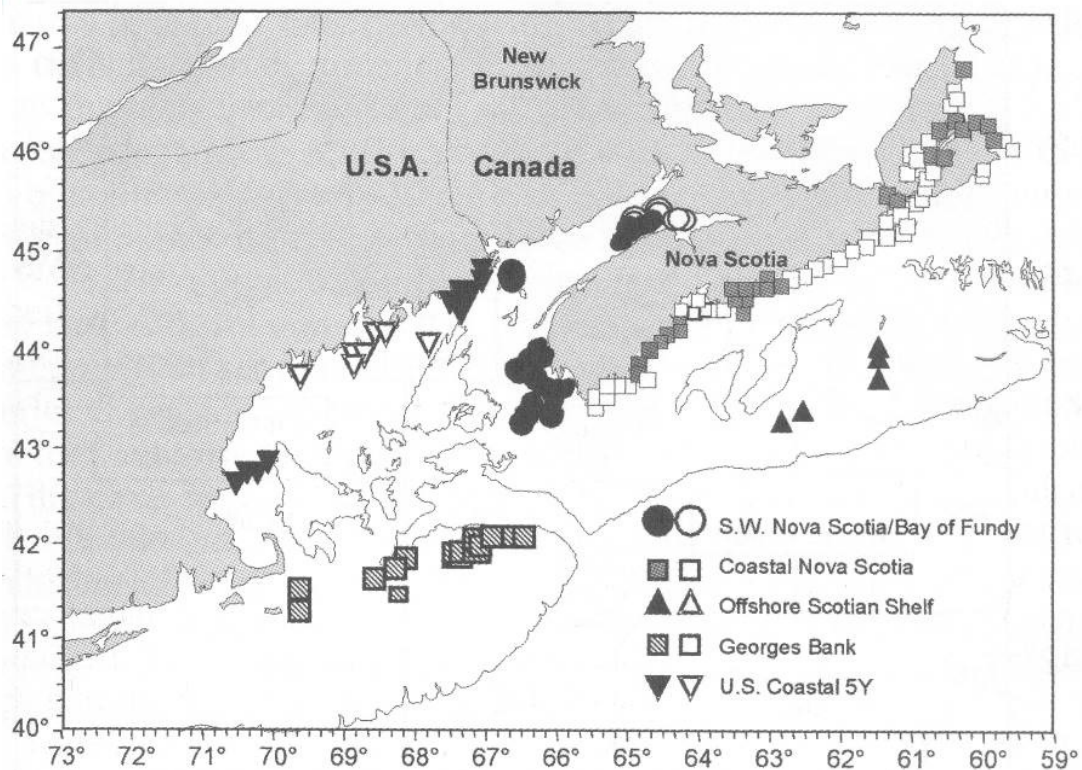 47°
New
Brunswick
46°
U.S.A. Canada
45°
Nova Scotia
44°
43°
42°
S.W. Nova Scotia/Bay of Fundy
Coastal Nova Scotia
Offshore Scotian Shelf
41°
Georges Bank
U.S. Coastal 5Y
40°
73° 72° 71° 70° 69° 68° 67° 66° 65° 64° 63° 62° 61° 60° 59°